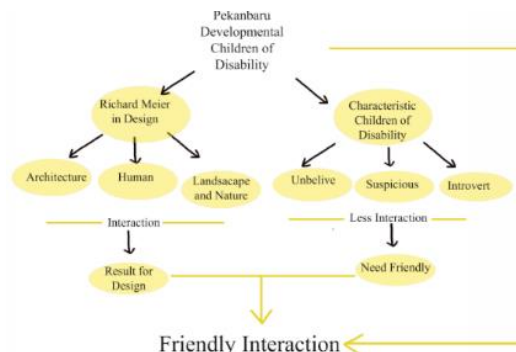 Pekanbaru
Developmental
Children of
Disability
Richard Meier
in Design
Characteristic
Children of
Disability
Architecture
Human
Landsacape
and Nature
Unbelive
Suspicious
Introvert
Interaction
Less Interaction
Result for
Design
Need Friendly
Friendly Interaction